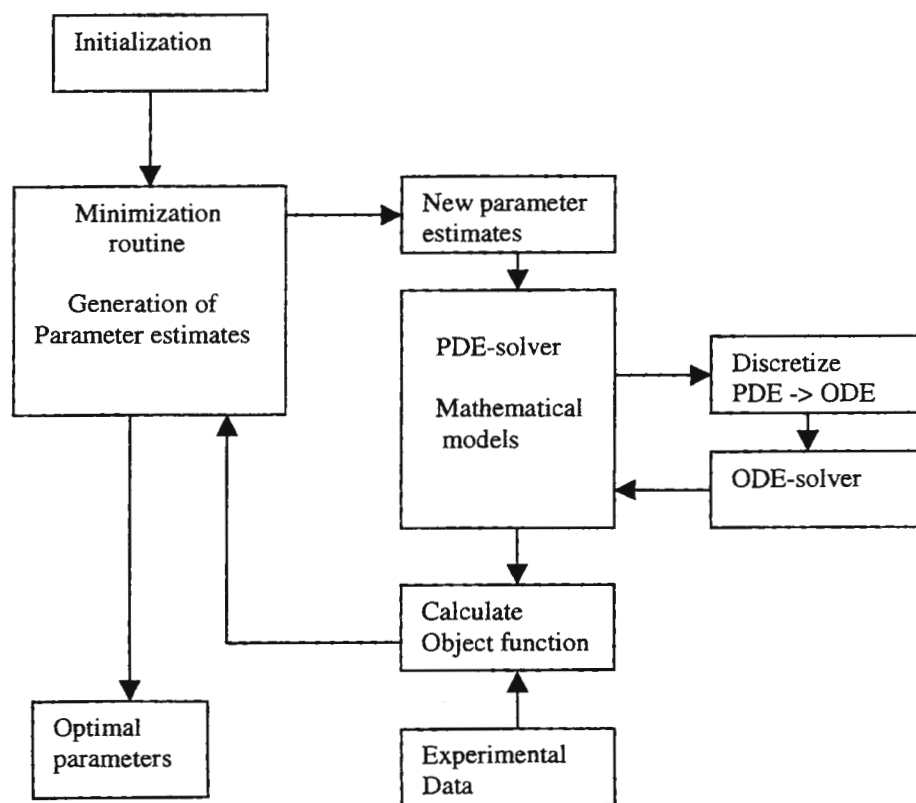 Initialization
Minimization
routine
Generation of
Parameter estimates
New parameter
estimates
PDE-solver
Mathematical
models
Discretize
PDE -> ODE
ODE-solver
Calculate
Object function
Optimal
parameters
Experimental
Data